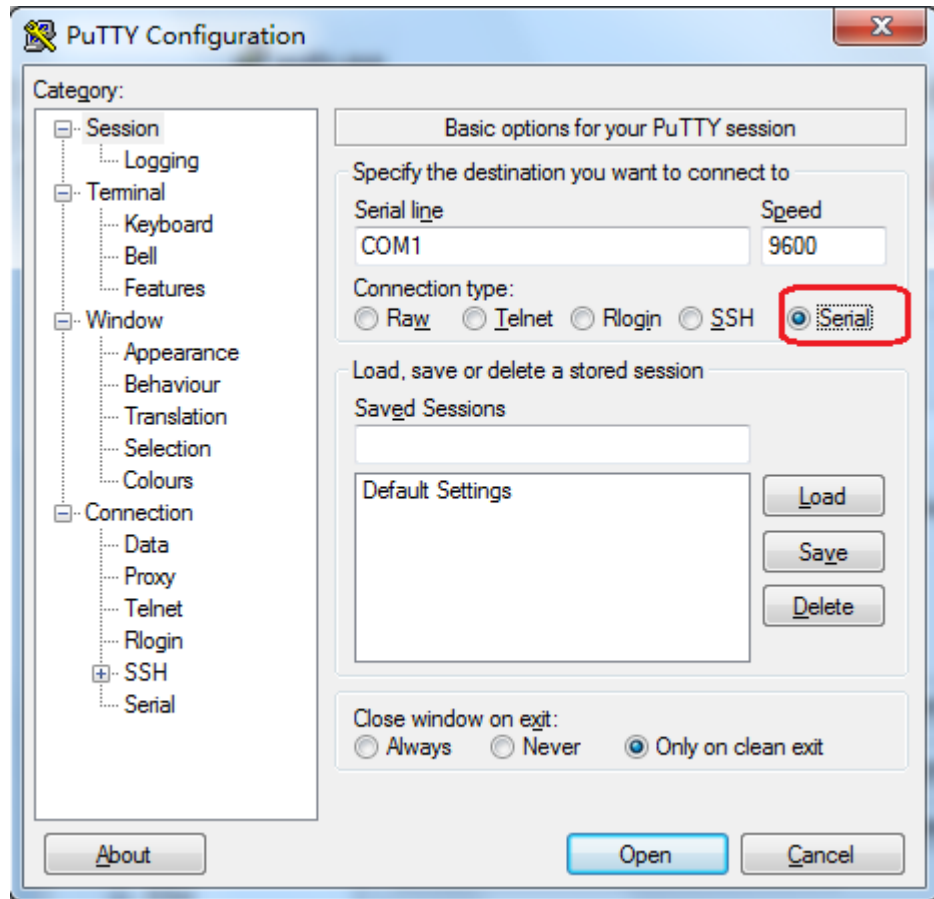 PuTTY Configuration
Category:
Session
Logging
Terminal
Keyboard
Bell
Features
Window
Appearance
Behaviour
Translation
Selection
Colours
Connection
Data
Proxy
Telnet
Rlogin
SSH
Serial
Basic options for your PuTTY session
Specify the destination you want to connect to
Serial line Speed
COM1 9600
Connection type:
Raw Telnet Rlogin SSH Serial
Load, save or delete a stored session
Saved Sessions
Default Settings
Load
Save
Delete
Close window on exit:
Always Never Only on clean exit
About Open Cancel